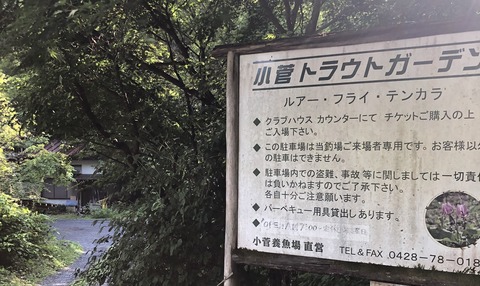 小菅トラウトガーデン
ルアー・フライ・テンカラ
◆ クラブハウス カウンターにて チケットご購入の上
ご入場下さい。
◆ この駐車場は当釣場ご来場者専用です。お客様以外
の駐車はできません。
◆ 駐車場内での盗難、事故 等に関しましては一切責任
は負いかねますのでご了承下さい。
各自十分ご注意願います。
◆ バーベキュー用具貸出しあります。
◆
小菅養魚場 直営
TEL & FAX 0428-78-018